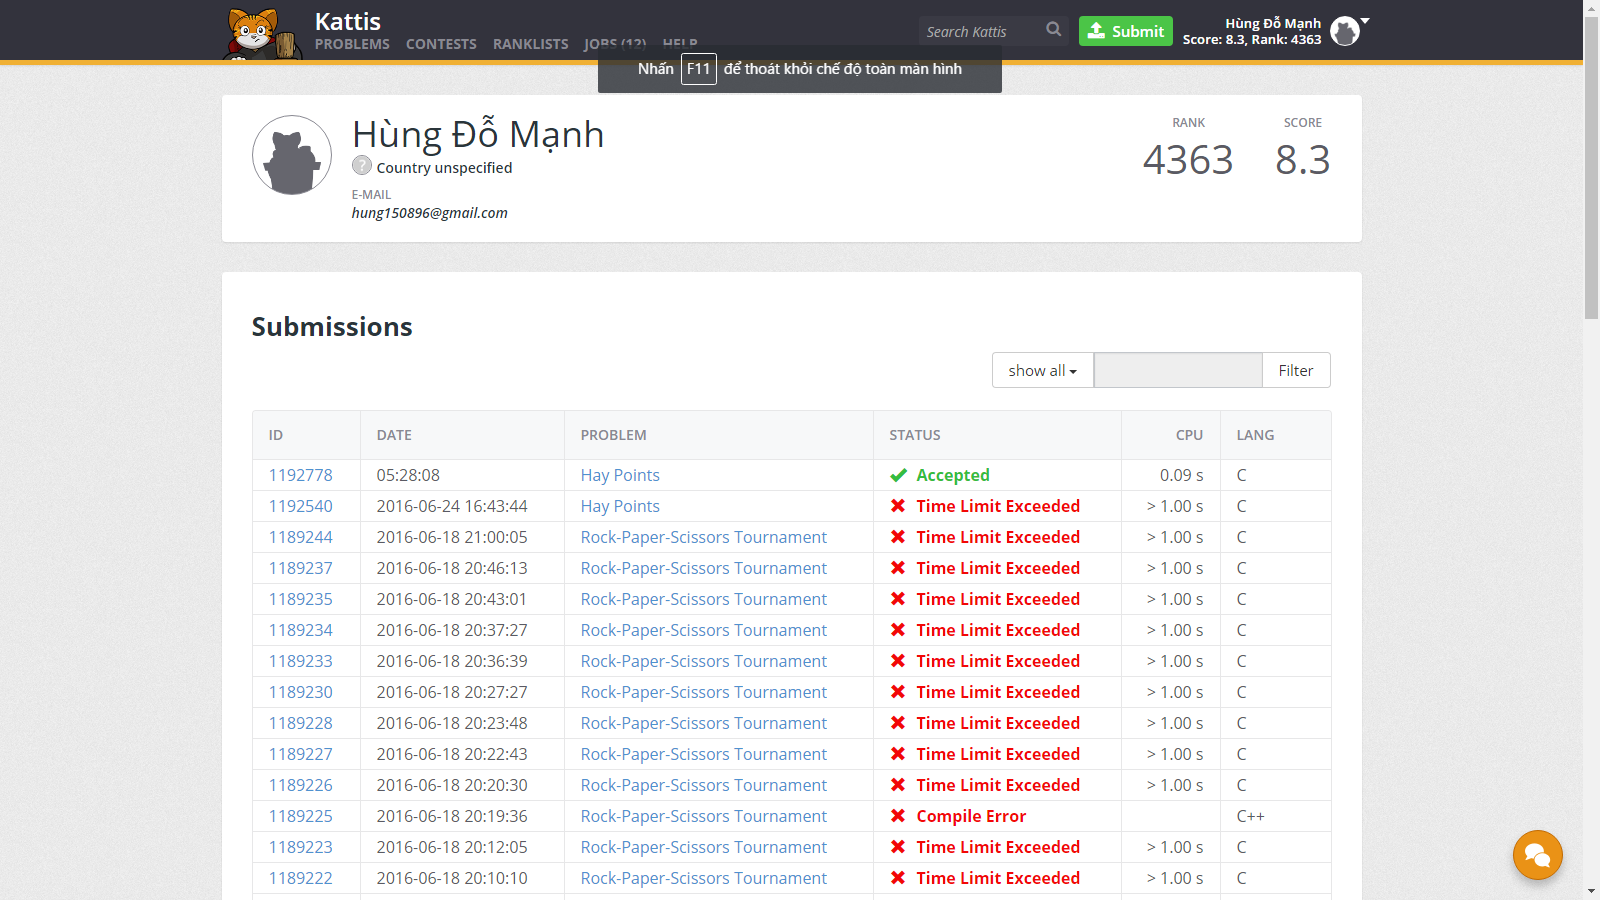 Kattis
PROBLEMS CONTESTS RANKLISTS JOBS (12) HELP
Search Kattis
Submit
Hùng Đỗ Mạnh
Score: 8.3, Rank: 4363
Nhấn F11 để thoát khỏi chế độ toàn màn hình
Hùng Đỗ Mạnh
? Country unspecified
E-MAIL
hung150896@gmail.com
RANK
4363
SCORE
8.3
Submissions
show all
Filter
ID DATE PROBLEM STATUS CPU LANG
1192778 05:28:08 Hay Points Accepted 0.09 s C
1192540 2016-06-24 16:43:44 Hay Points Time Limit Exceeded > 1.00 s C
1189244 2016-06-18 21:00:05 Rock-Paper-Scissors Tournament Time Limit Exceeded > 1.00 s C
1189237 2016-06-18 20:46:13 Rock-Paper-Scissors Tournament Time Limit Exceeded > 1.00 s C
1189235 2016-06-18 20:43:01 Rock-Paper-Scissors Tournament Time Limit Exceeded > 1.00 s C
1189234 2016-06-18 20:37:27 Rock-Paper-Scissors Tournament Time Limit Exceeded > 1.00 s C
1189233 2016-06-18 20:36:39 Rock-Paper-Scissors Tournament Time Limit Exceeded > 1.00 s C
1189230 2016-06-18 20:27:27 Rock-Paper-Scissors Tournament Time Limit Exceeded > 1.00 s C
1189228 2016-06-18 20:23:48 Rock-Paper-Scissors Tournament Time Limit Exceeded > 1.00 s C
1189227 2016-06-18 20:22:43 Rock-Paper-Scissors Tournament Time Limit Exceeded > 1.00 s C
1189226 2016-06-18 20:20:30 Rock-Paper-Scissors Tournament Time Limit Exceeded > 1.00 s C
1189225 2016-06-18 20:19:36 Rock-Paper-Scissors Tournament Compile Error C++
1189223 2016-06-18 20:12:05 Rock-Paper-Scissors Tournament Time Limit Exceeded > 1.00 s C
1189222 2016-06-18 20:10:10 Rock-Paper-Scissors Tournament Time Limit Exceeded > 1.00 s C